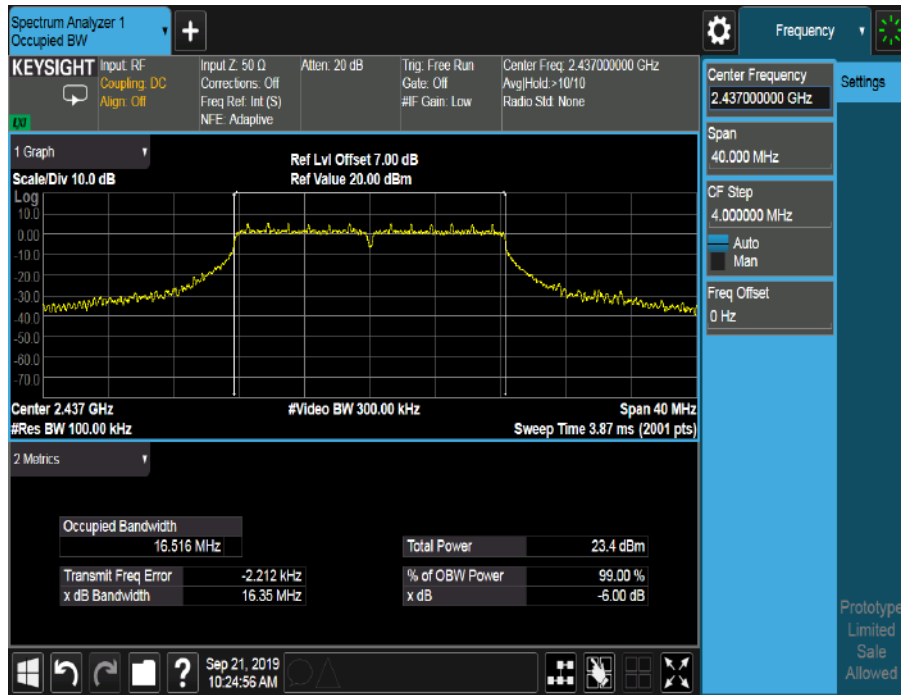 Spectrum Analyzer 1
Occupied BW
Frequency
KEYSIGHT
Input: RF
Coupling: DC
Align: Off
LXI
Input Z: 50 Ω
Corrections: Off
Freq Ref: Int (S)
NFE: Adaptive
Atten: 20 dB
Trig: Free Run
Gate: Off
#IF Gain: Low
Center Freq: 2.437000000 GHz
Avg|Hold:>10/10
Radio Std: None
Center Frequency
2.437000000 GHz
Settings
Span
40.000 MHz
CF Step
4.000000 MHz
Auto
Man
Freq Offset
0 Hz
1 Graph
Scale/Div 10.0 dB
Ref Lvl Offset 7.00 dB
Ref Value 20.00 dBm
Log
10.0
0.00
-10.0
-20.0
-30.0
-40.0
-50.0
-60.0
-70.0
Center 2.437 GHz
#Video BW 300.00 kHz
Span 40 MHz
#Res BW 100.00 kHz
Sweep Time 3.87 ms (2001 pts)
2 Metrics
Occupied Bandwidth
16.516 MHz
Total Power 23.4 dBm
Transmit Freq Error -2.212 kHz
% of OBW Power 99.00 %
x dB Bandwidth 16.35 MHz
x dB -6.00 dB
Prototype
Limited
Sale
Allowed
?
Sep 21, 2019
10:24:56 AM